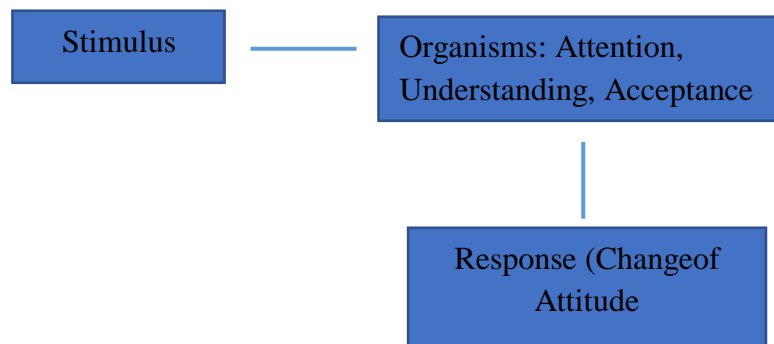 Stimulus
Organisms: Attention,
Understanding, Acceptance
Response (Changeof
Attitude